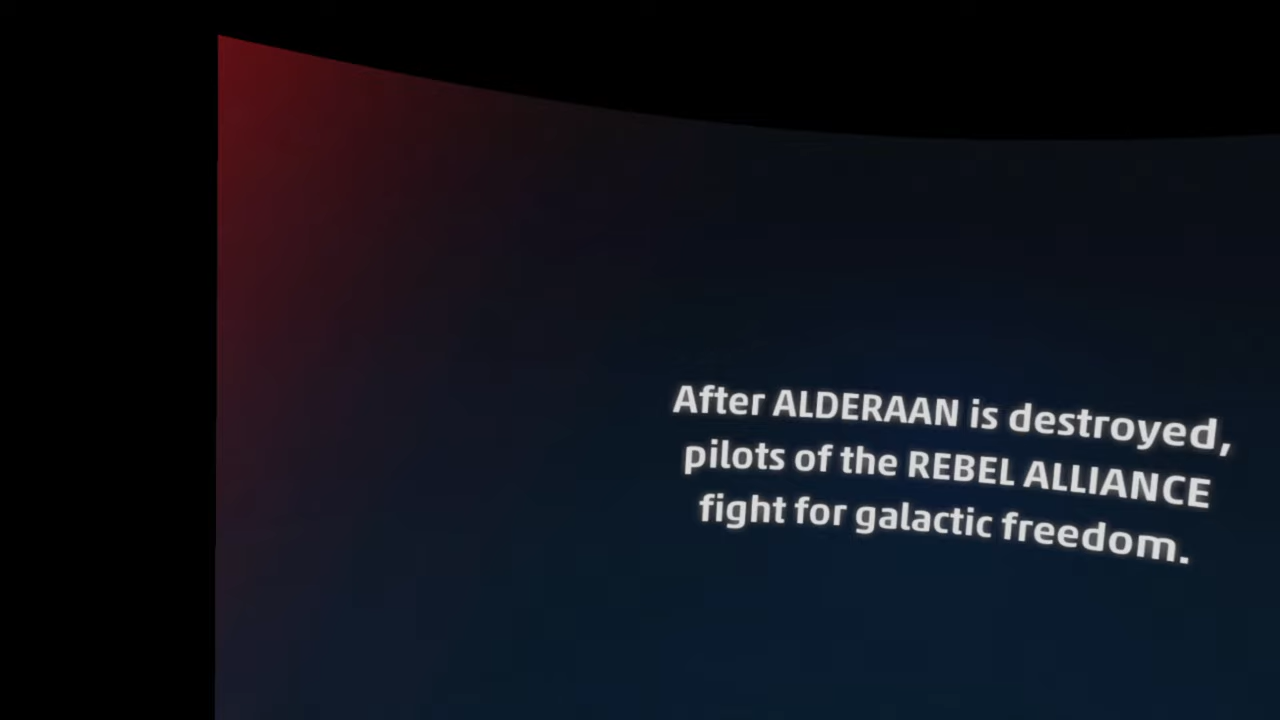 After ALDERAAN is destroyed,
pilots of the REBEL ALLIANCE
fight for galactic freedom.